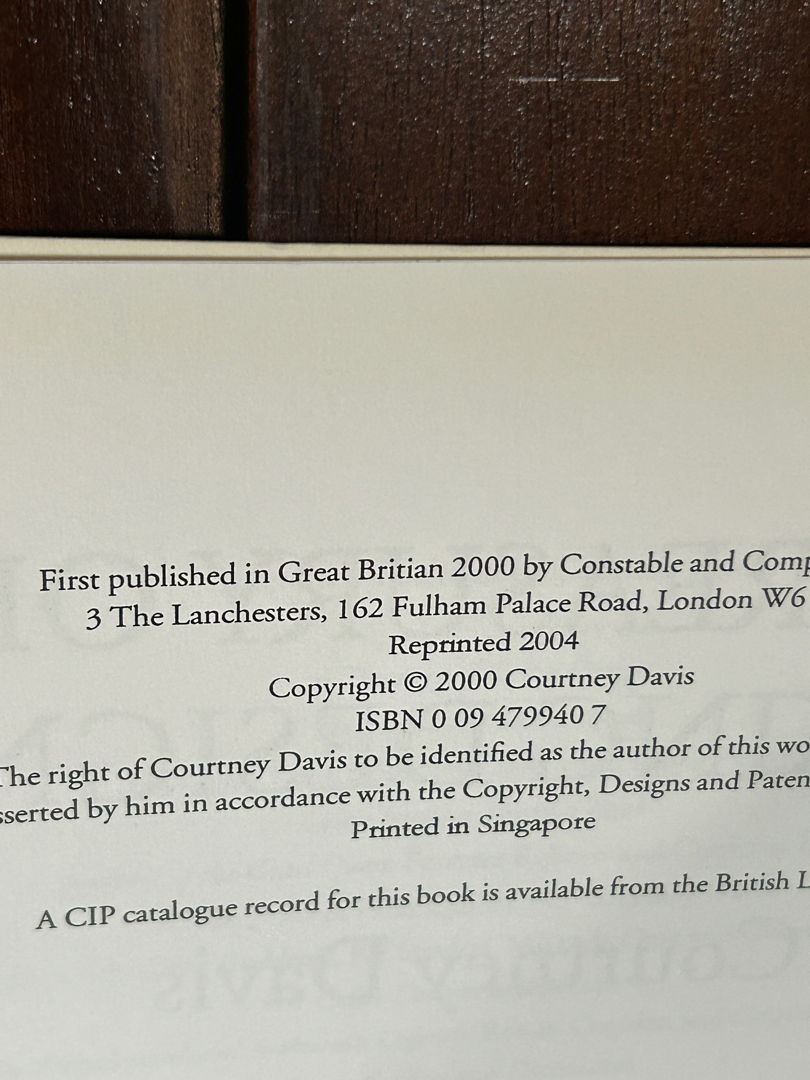 First published in Great Britian 2000 by Constable and Comp
3 The Lanchesters, 162 Fulham Palace Road, London W6
Reprinted 2004
Copyright © 2000 Courtney Davis
ISBN 0 09 479940 7
The right of Courtney Davis to be identified as the author of this wo
sserted by him in accordance with the Copyright, Designs and Paten
Printed in Singapore
A CIP catalogue record for this book is available from the British L